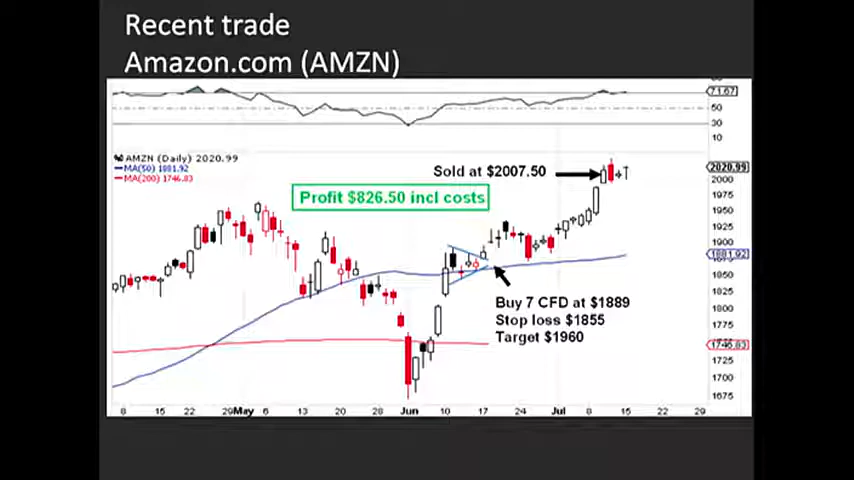 Recent trade
Amazon.com (AMZN)
71.67
50
30
10
AMZN (Daily) 2020.99
MA(50) 1881.92
MA(200) 1746.83
Sold at $2007.50
Profit $826.50 incl costs
Buy 7 CFD at $1889
Stop loss $1855
Target $1960
2020.99
2000
1975
1950
1925
1900
1881.92
1850
1825
1800
1775
1746.83
1725
1700
1675
8 15 22 29 May 6 13 20 28 Jun 10 17 24 Jul 8 15 22 29